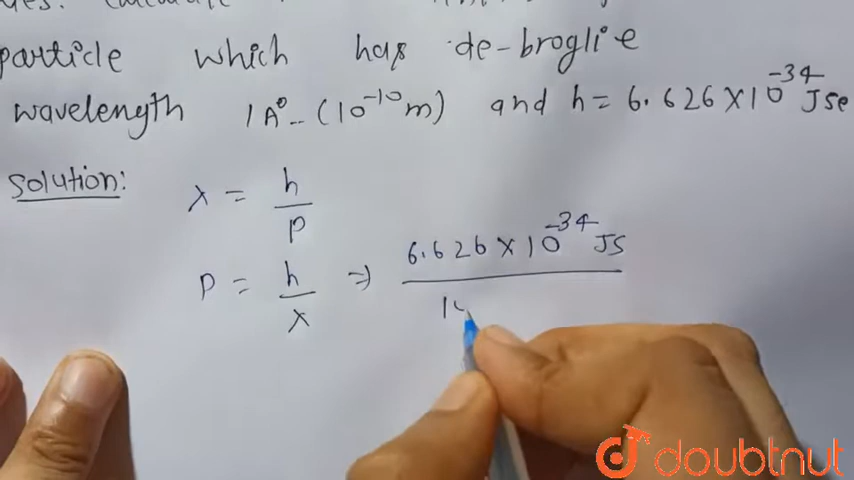 particle which has de-broglie
wavelength 1A° (10⁻¹⁰m) and h = 6.626×10⁻³⁴ Jse
Solution: λ = h/P
P = h/λ ⇒ 6.626×10⁻³⁴ JS
doubtnut